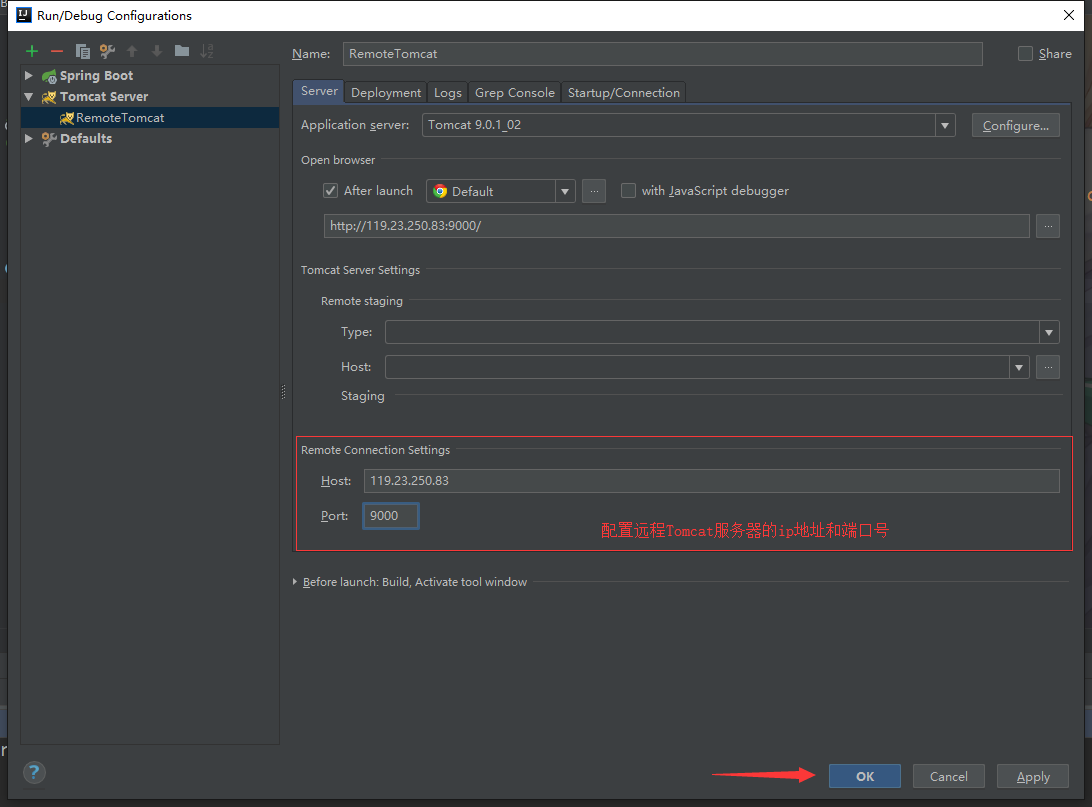 Run/Debug Configurations
Name: RemoteTomcat Share
Spring Boot
Tomcat Server
RemoteTomcat
Defaults
Server Deployment Logs Grep Console Startup/Connection
Application server: Tomcat 9.0.1_02 Configure...
Open browser
After launch Default ... with JavaScript debugger
http://119.23.250.83:9000/ ...
Tomcat Server Settings
Remote staging
Type:
Host: ...
Staging
Remote Connection Settings
Host: 119.23.250.83
Port: 9000
配置远程Tomcat服务器的ip地址和端口号
Before launch: Build, Activate tool window
? OK Cancel Apply